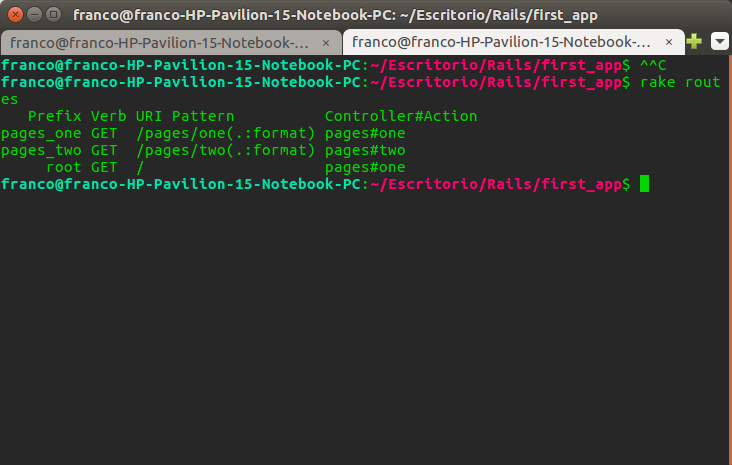 franco@franco-HP-Pavilion-15-Notebook-PC: ~/Escritorio/Rails/first_app
franco@franco-HP-Pavilion-15-Notebook-... × franco@franco-HP-Pavilion-15-Notebook-... ×
franco@franco-HP-Pavilion-15-Notebook-PC:~/Escritorio/Rails/first_app$ ^^C
franco@franco-HP-Pavilion-15-Notebook-PC:~/Escritorio/Rails/first_app$ rake rout
es
   Prefix Verb URI Pattern          Controller#Action
pages_one GET  /pages/one(.:format) pages#one
pages_two GET  /pages/two(.:format) pages#two
     root GET  /                    pages#one
franco@franco-HP-Pavilion-15-Notebook-PC:~/Escritorio/Rails/first_app$